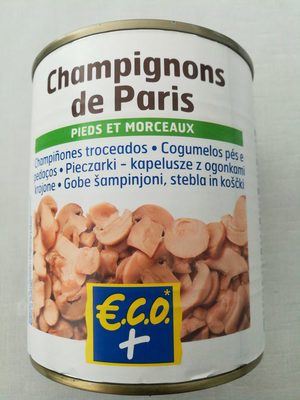 Champignons
de Paris
PIEDS ET MORCEAUX
Champiñones troceados • Cogumelos pés e
pedaços • Pieczarki - kapelusze z ogonkami
krojone • Gobe šampinjoni, stebla in koščki
€.C.O.*
+